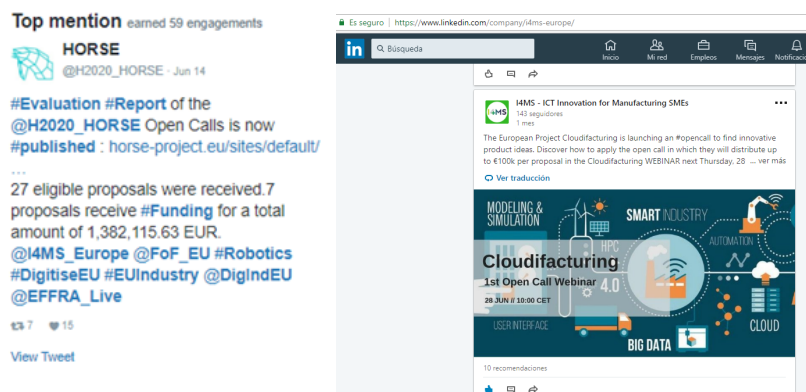 Top mention earned 59 engagements
HORSE
@H2020_HORSE · Jun 14
#Evaluation #Report of the
@H2020_HORSE Open Calls is now
#published : horse-project.eu/sites/default/
...
27 eligible proposals were received.7
proposals receive #Funding for a total
amount of 1,382,115.63 EUR.
@I4MS_Europe @FoF_EU #Robotics
#DigitiseEU #EUIndustry @DigIndEU
@EFFRA_Live
7 15
View Tweet
Es seguro | https://www.linkedin.com/company/i4ms-europe/
in Búsqueda
Inicio Mi red Empleos Mensajes Notificacio
I4MS
I4MS - ICT Innovation for Manufacturing SMEs
143 seguidores
1 mes
The European Project Cloudifacturing is launching an #opencall to find innovative
product ideas. Discover how to apply the open call in which they will distribute up
to €100k per proposal in the Cloudifacturing WEBINAR next Thursday, 28 ... ver más
Ver traducción
MODELING &
SIMULATION
SMART INDUSTRY
AUTOMATION
HPC
Cloudifacturing
1st Open Call Webinar
4.0
28 JUN // 10:00 CET
USER INTERFACE
CLOUD
BIG DATA
10 recomendaciones